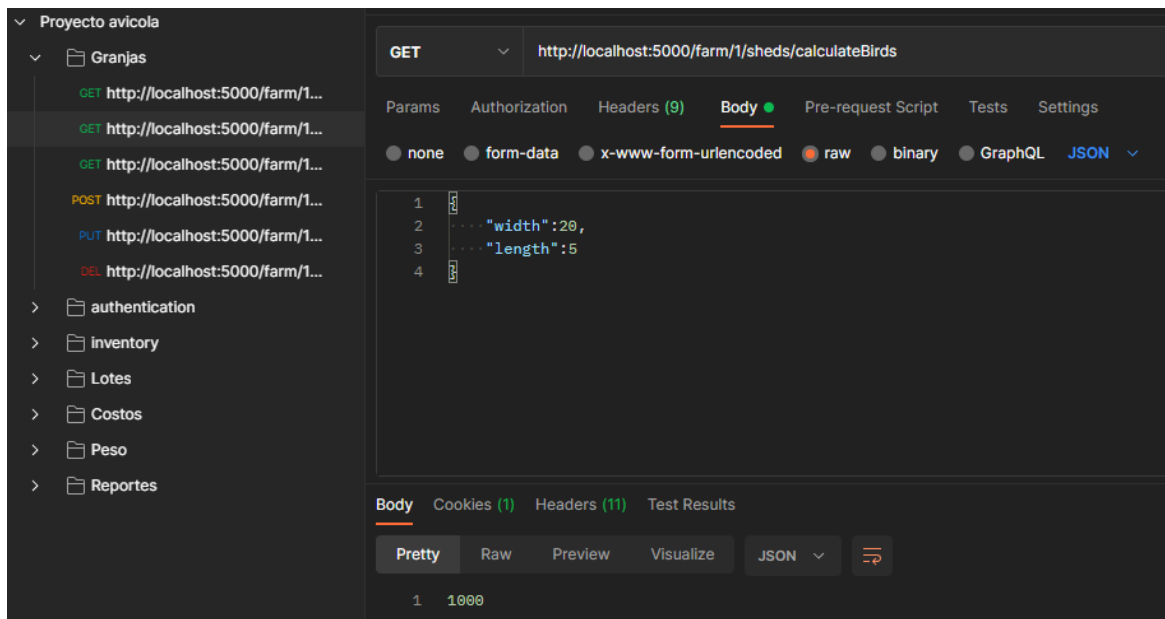 Proyecto avicola
Granjas
GET http://localhost:5000/farm/1...
GET http://localhost:5000/farm/1...
GET http://localhost:5000/farm/1...
POST http://localhost:5000/farm/1...
PUT http://localhost:5000/farm/1...
DEL http://localhost:5000/farm/1...
authentication
inventory
Lotes
Costos
Peso
Reportes
GET http://localhost:5000/farm/1/sheds/calculateBirds
Params Authorization Headers (9) Body Pre-request Script Tests Settings
none form-data x-www-form-urlencoded raw binary GraphQL JSON
1 {
2 ····"width":20,
3 ····"length":5
4 }
Body Cookies (1) Headers (11) Test Results
Pretty Raw Preview Visualize JSON
1 1000